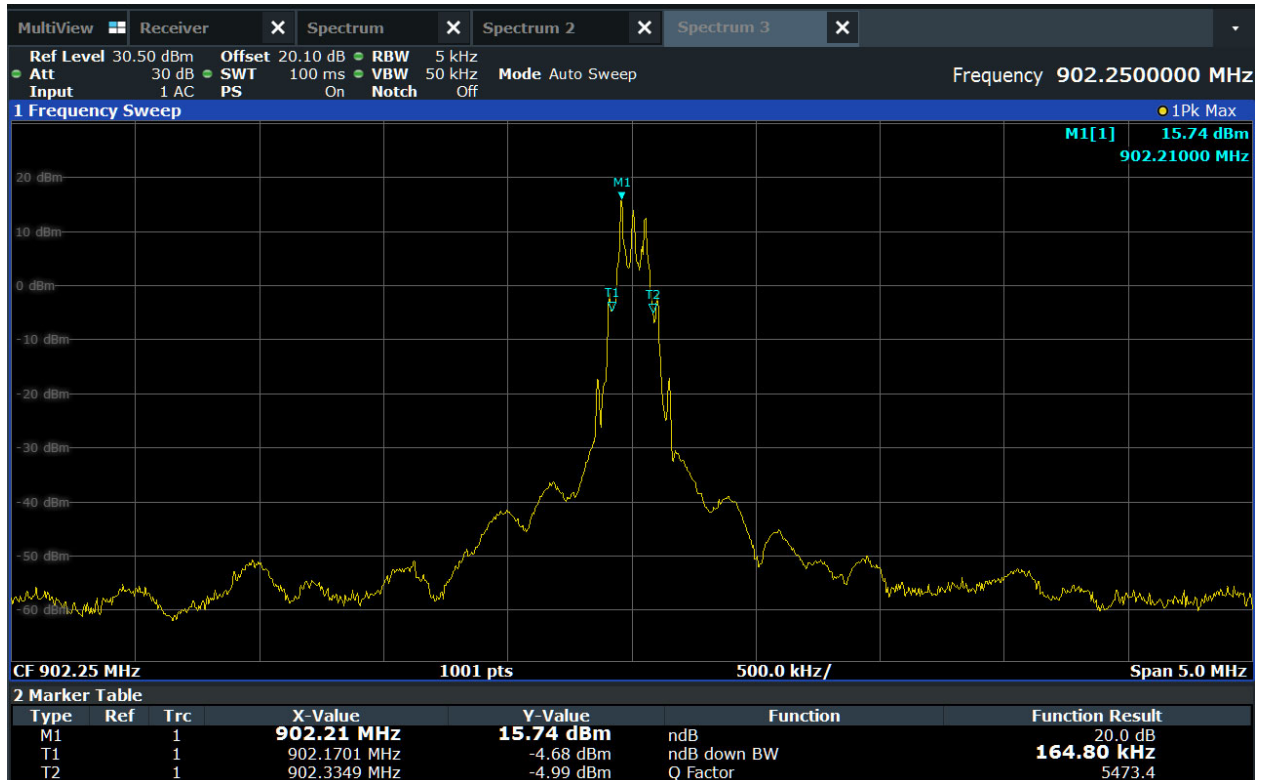 MultiView Receiver X Spectrum X Spectrum 2 X Spectrum 3 X
Ref Level 30.50 dBm Offset 20.10 dB RBW 5 kHz
Att 30 dB SWT 100 ms VBW 50 kHz Mode Auto Sweep Frequency 902.2500000 MHz
Input 1 AC PS On Notch Off
1 Frequency Sweep 1Pk Max
M1[1] 15.74 dBm
902.21000 MHz
20 dBm
M1
10 dBm
0 dBm
T1 T2
-10 dBm
-20 dBm
-30 dBm
-40 dBm
-50 dBm
-60 dBm
CF 902.25 MHz 1001 pts 500.0 kHz/ Span 5.0 MHz
2 Marker Table
Type Ref Trc X-Value Y-Value Function Function Result
M1 1 902.21 MHz 15.74 dBm ndB 20.0 dB
T1 1 902.1701 MHz -4.68 dBm ndB down BW 164.80 kHz
T2 1 902.3349 MHz -4.99 dBm Q Factor 5473.4